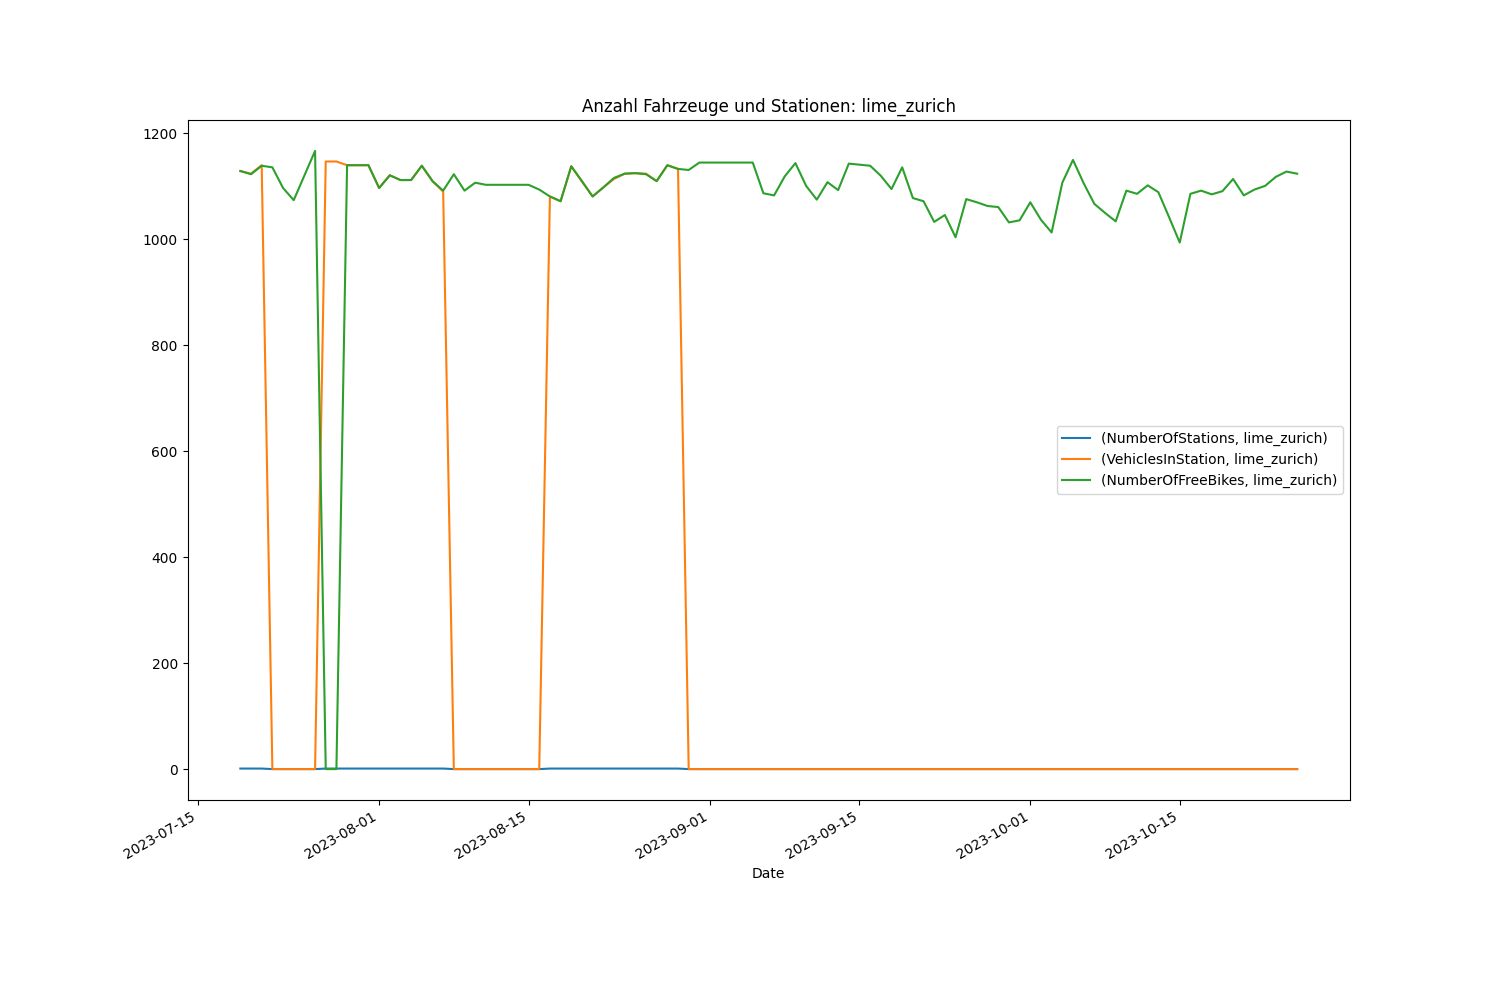 Anzahl Fahrzeuge und Stationen: lime_zurich
1200
1000
800
600
400
200
0
(NumberOfStations, lime_zurich)
(VehiclesInStation, lime_zurich)
(NumberOfFreeBikes, lime_zurich)
2023-07-15
2023-08-01
2023-08-15
2023-09-01
2023-09-15
2023-10-01
2023-10-15
Date